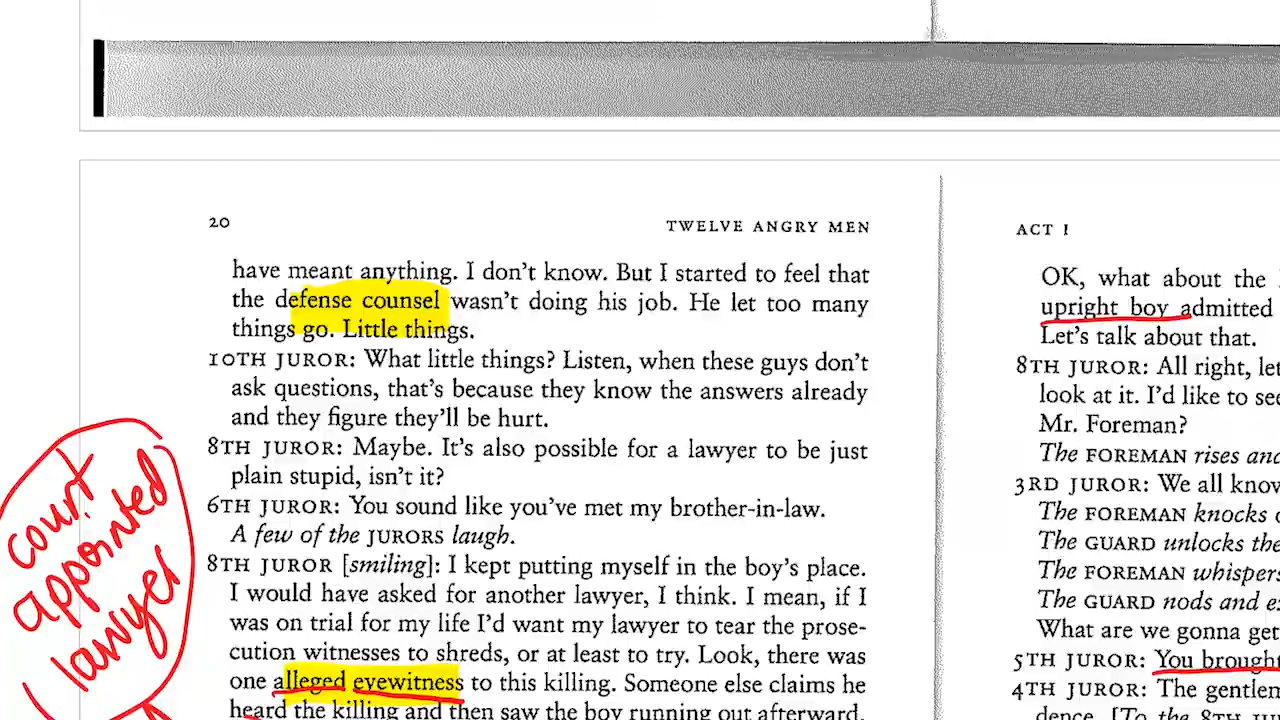 20 TWELVE ANGRY MEN
have meant anything. I don't know. But I started to feel that
the defense counsel wasn't doing his job. He let too many
things go. Little things.
10TH JUROR: What little things? Listen, when these guys don't
ask questions, that's because they know the answers already
and they figure they'll be hurt.
8TH JUROR: Maybe. It's also possible for a lawyer to be just
plain stupid, isn't it?
6TH JUROR: You sound like you've met my brother-in-law.
A few of the JURORS laugh.
8TH JUROR [smiling]: I kept putting myself in the boy's place.
I would have asked for another lawyer, I think. I mean, if I
was on trial for my life I'd want my lawyer to tear the prose-
cution witnesses to shreds, or at least to try. Look, there was
one alleged eyewitness to this killing. Someone else claims he
heard the killing and then saw the boy running out afterward.
court
appointed
lawyer
ACT I
OK, what about the
upright boy admitted
Let's talk about that.
8TH JUROR: All right, let
look at it. I'd like to see
Mr. Foreman?
The FOREMAN rises and
3RD JUROR: We all know
The FOREMAN knocks
The GUARD unlocks the
The FOREMAN whispers
The GUARD nods and
What are we gonna get
5TH JUROR: You brought
4TH JUROR: The gentlem
dence. [To the 8TH